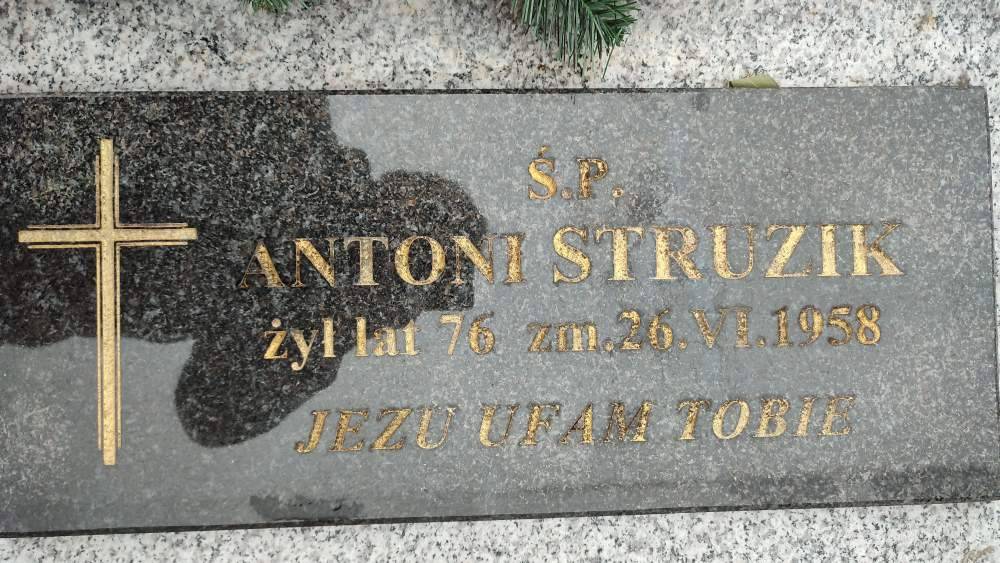 Ś.P.
ANTONI STRUZIK
żył lat 76 zm.26.VI.1958
JEZU UFAM TOBIE